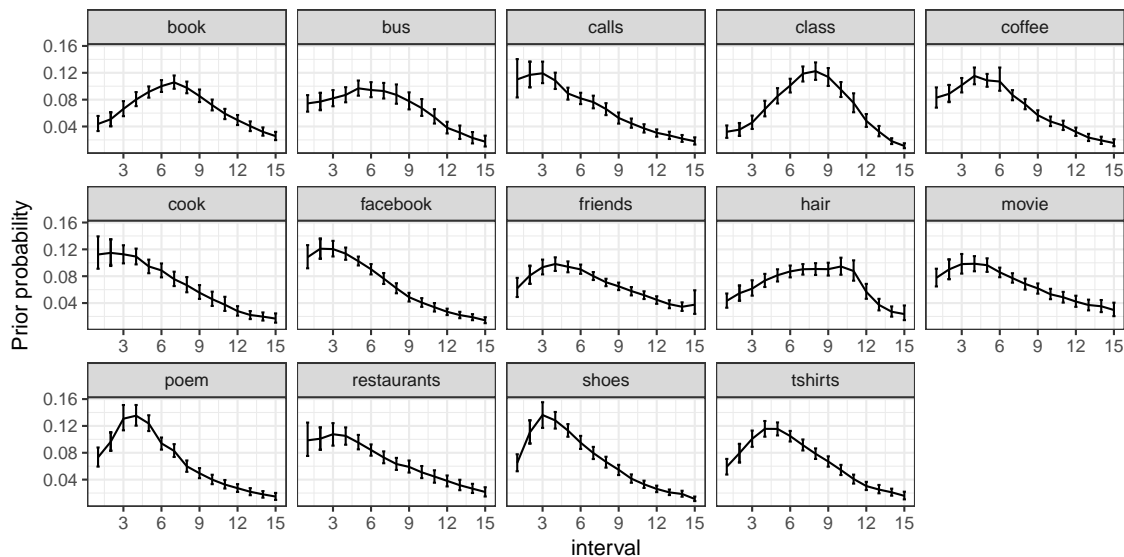 book bus calls class coffee
0.16
0.12
0.08
0.04
3 6 9 12 15 3 6 9 12 15 3 6 9 12 15 3 6 9 12 15 3 6 9 12 15
cook facebook friends hair movie
0.16
0.12
0.08
0.04
3 6 9 12 15 3 6 9 12 15 3 6 9 12 15 3 6 9 12 15 3 6 9 12 15
poem restaurants shoes tshirts
0.16
0.12
0.08
0.04
3 6 9 12 15 3 6 9 12 15 3 6 9 12 15 3 6 9 12 15
Prior probability
interval